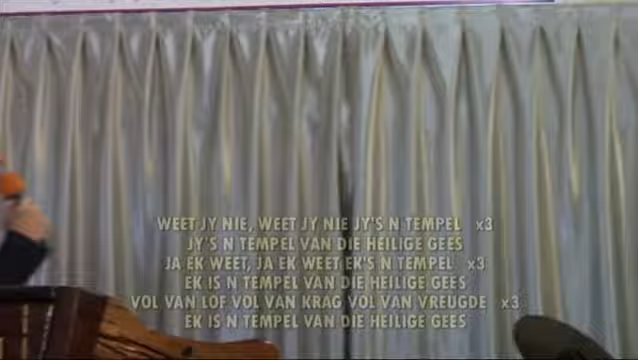 WEET JY NIE, WEET JY NIE JY'S N TEMPEL x3
JY'S N TEMPEL VAN DIE HEILIGE GEES
JA EK WEET, JA EK WEET EK'S N TEMPEL x3
EK IS N TEMPEL VAN DIE HEILIGE GEES
VOL VAN LOF VOL VAN KRAG VOL VAN VREUGDE x3
EK IS N TEMPEL VAN DIE HEILIGE GEES